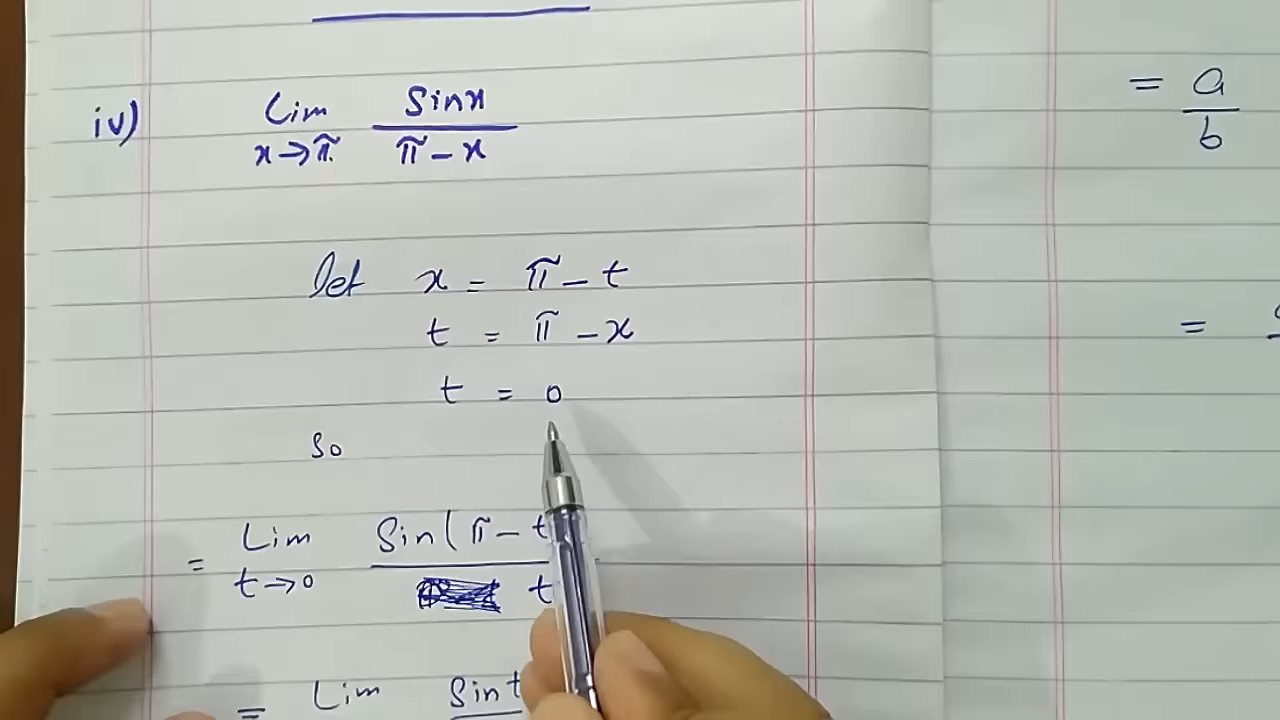 iv) Lim x→π Sinx / π - x
let x = π - t
t = π - x
t = 0
So
= Lim t→0 Sin(π - t / t
= Lim Sint
= a / b
=